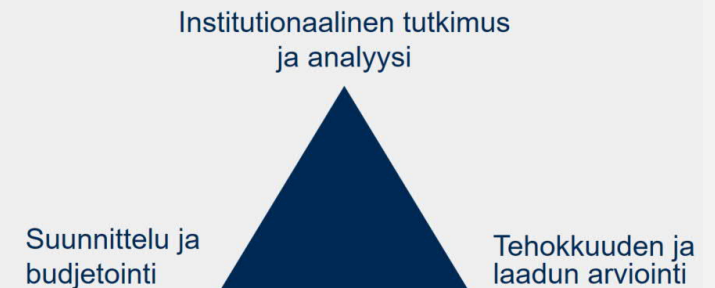 Institutionaalinen tutkimus
ja analyysi
Suunnittelu ja
budjetointi
Tehokkuuden ja
laadun arviointi